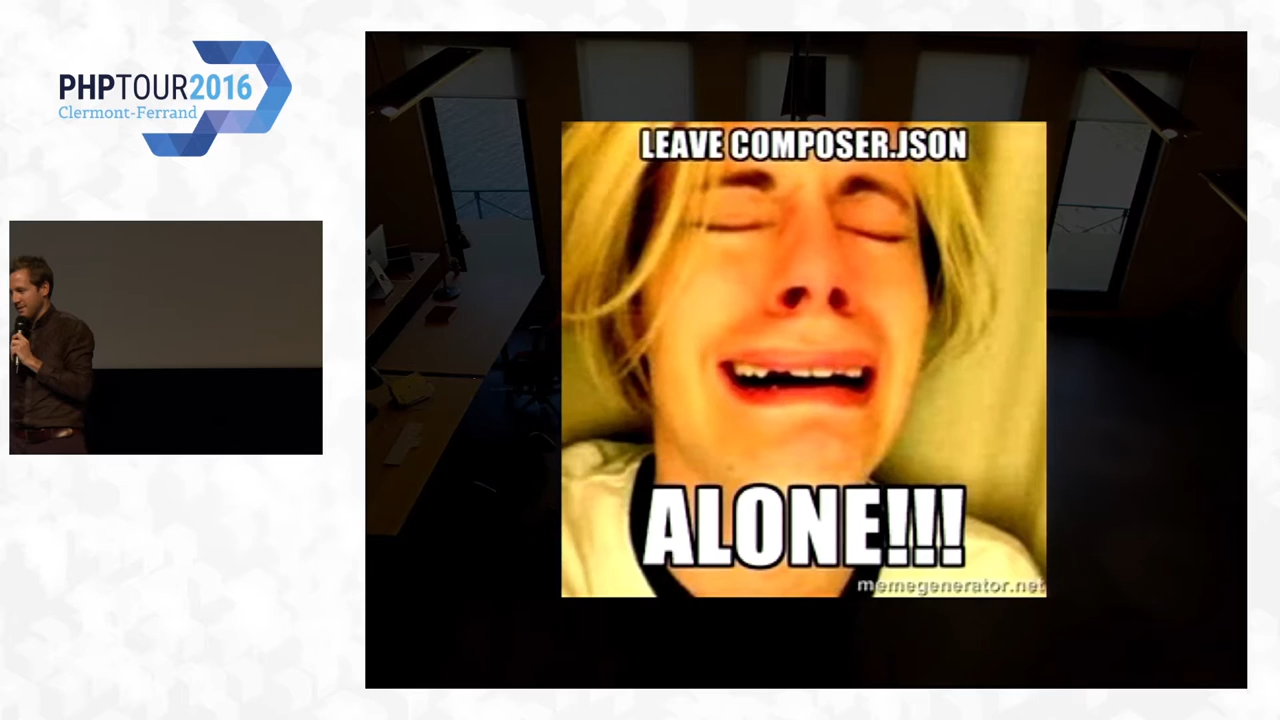 PHPTOUR2016
Clermont-Ferrand
LEAVE COMPOSER.JSON
ALONE!!!
memegenerator.net